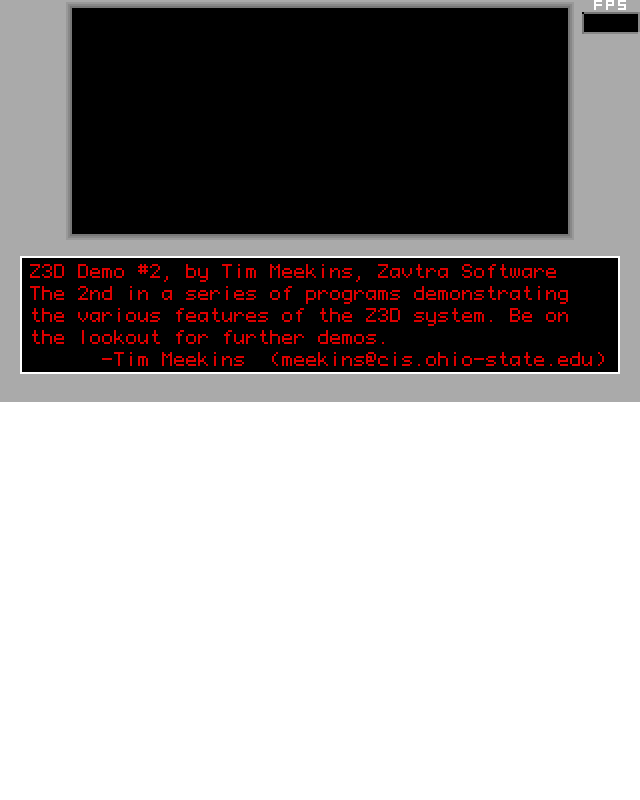 FPS
Z3D Demo #2, by Tim Meekins, Zavtra Software
The 2nd in a series of programs demonstrating
the various features of the Z3D system. Be on
the lookout for further demos.
-Tim Meekins (meekins@cis.ohio-state.edu)